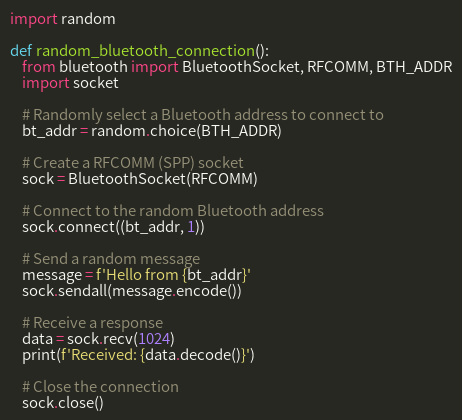 import random
def random_bluetooth_connection():
from bluetooth import BluetoothSocket, RFCOMM, BTH_ADDR
import socket
# Randomly select a Bluetooth address to connect to
bt_addr = random.choice(BTH_ADDR)
# Create a RFCOMM (SPP) socket
sock = BluetoothSocket(RFCOMM)
# Connect to the random Bluetooth address
sock.connect((bt_addr, 1))
# Send a random message
message = f'Hello from {bt_addr}'
sock.sendall(message.encode())
# Receive a response
data = sock.recv(1024)
print(f'Received: {data.decode()}')
# Close the connection
sock.close()